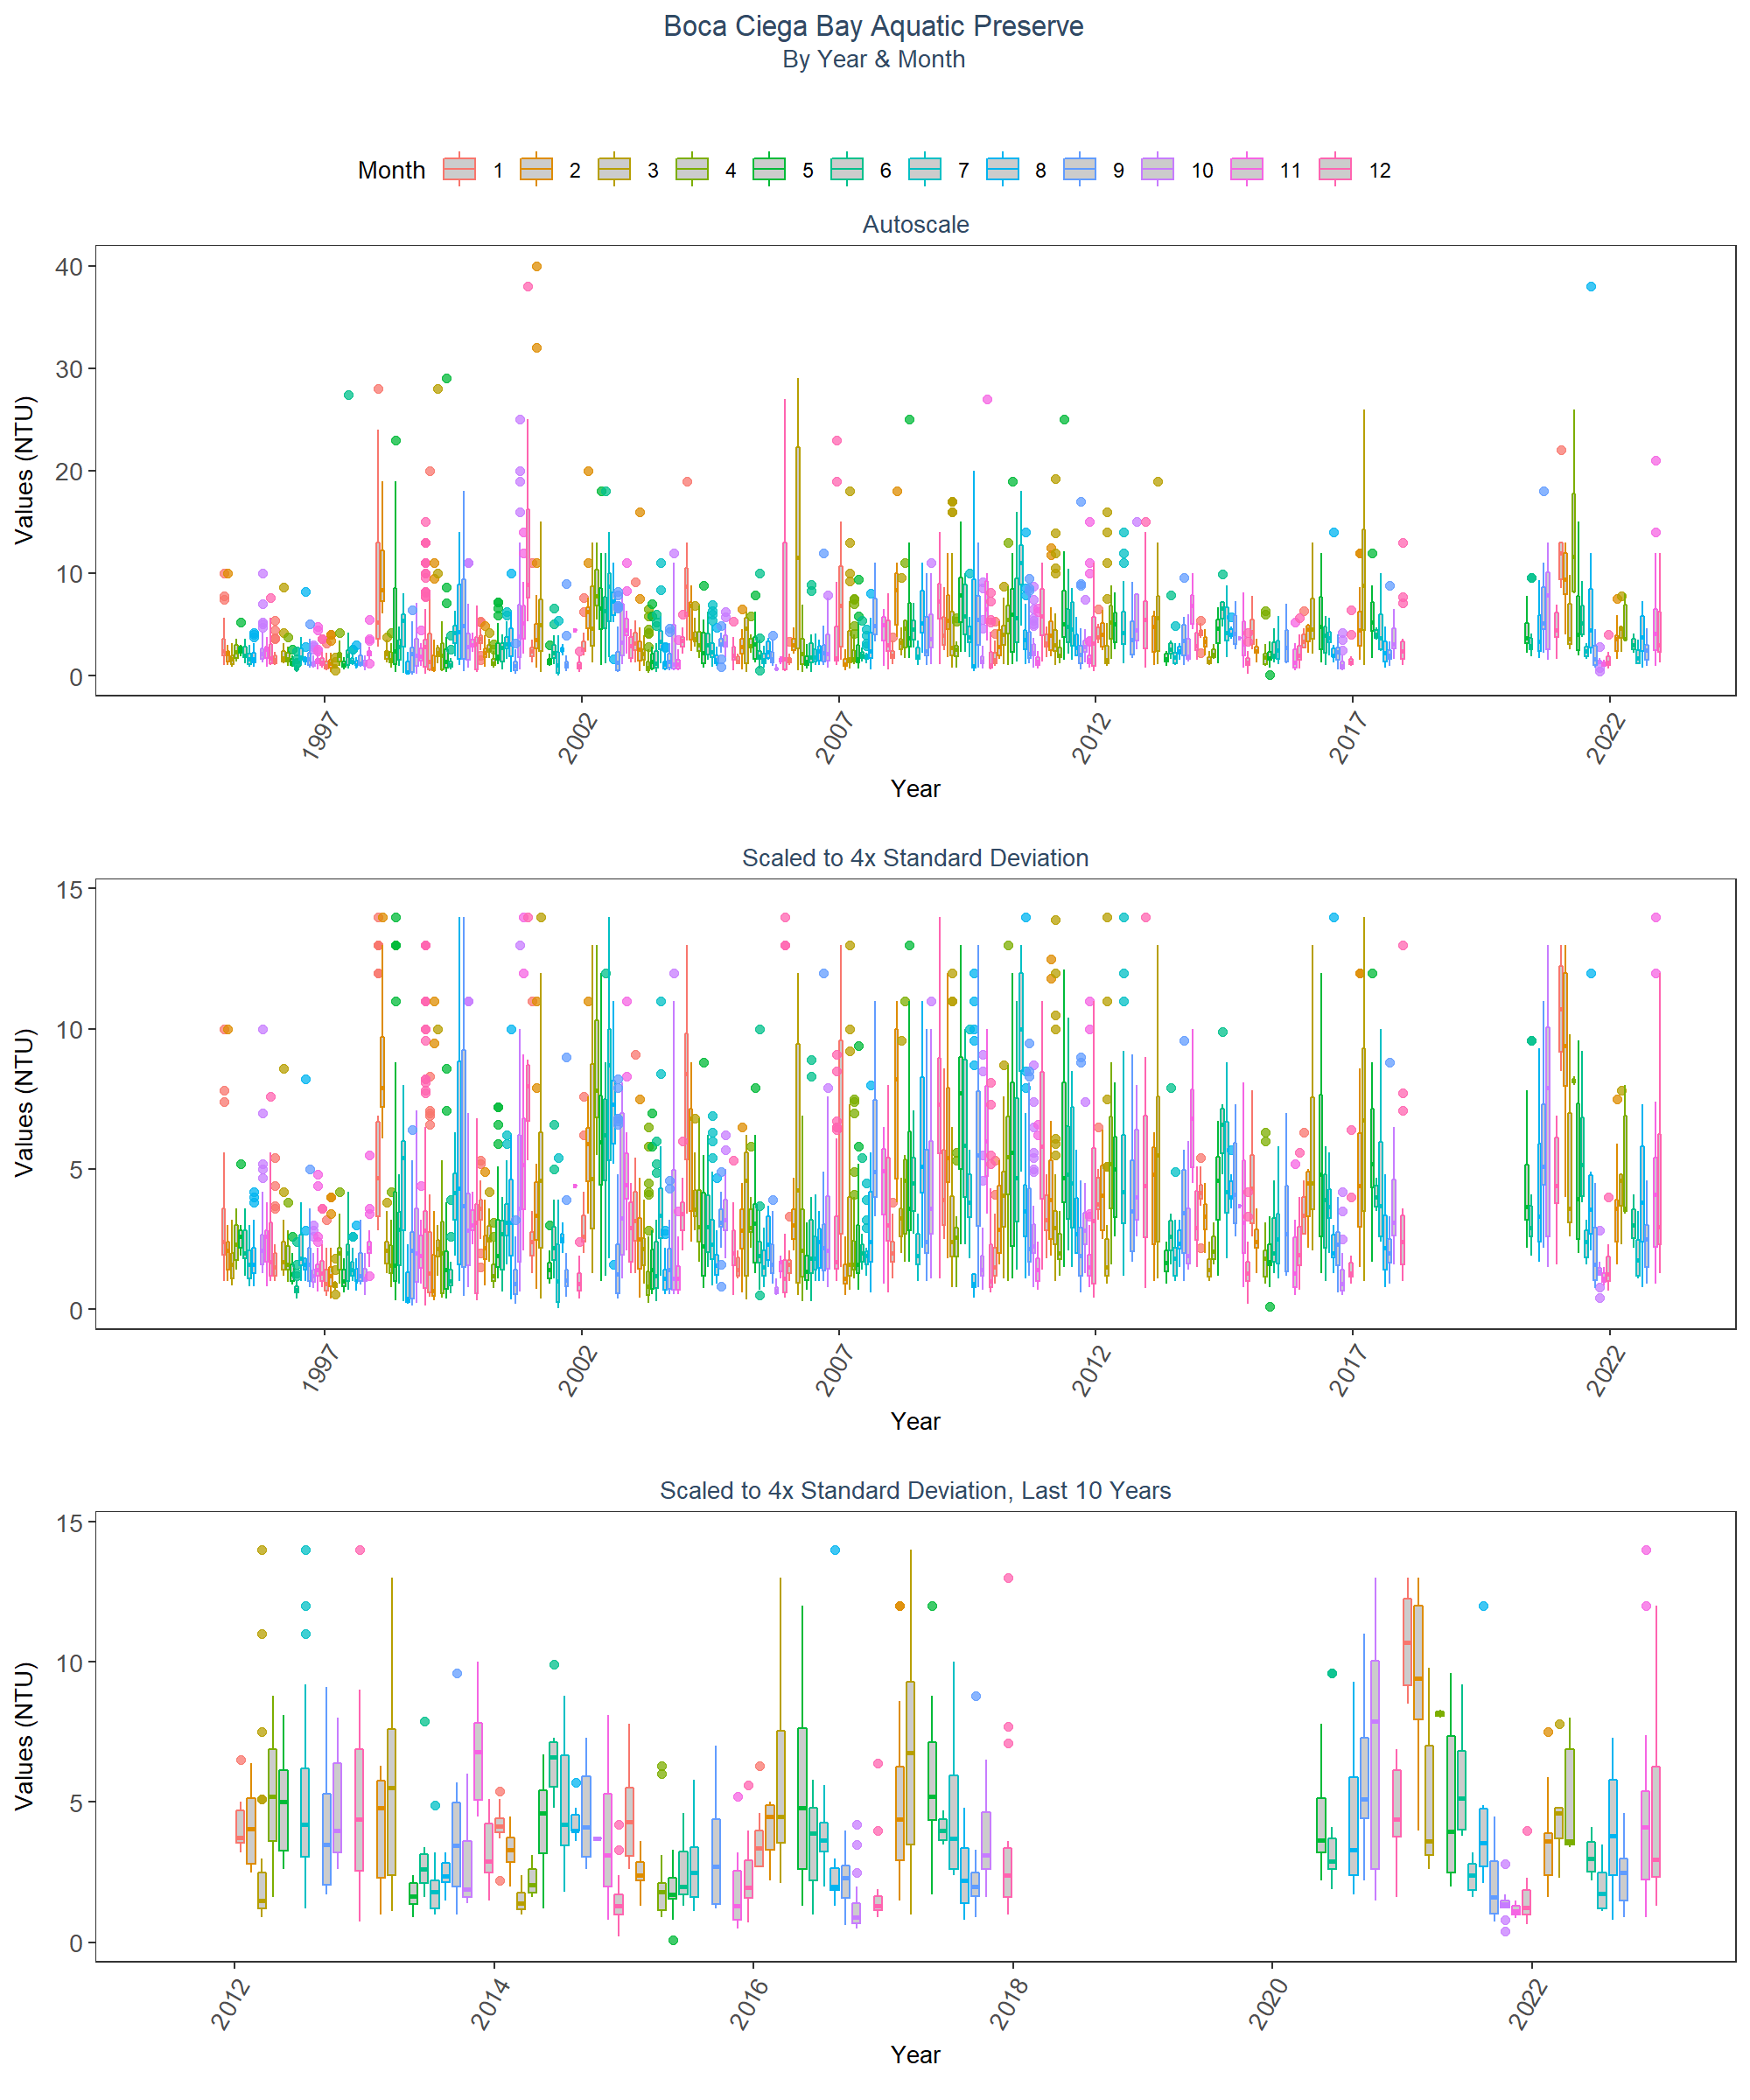 Boca Ciega Bay Aquatic Preserve
By Year & Month
Month 1 2 3 4 5 6 7 8 9 10 11 12
Autoscale
40
30
20
10
0
Values (NTU)
1997 2002 2007 2012 2017 2022
Year
Scaled to 4x Standard Deviation
15
10
5
0
Values (NTU)
1997 2002 2007 2012 2017 2022
Year
Scaled to 4x Standard Deviation, Last 10 Years
15
10
5
0
Values (NTU)
2012 2014 2016 2018 2020 2022
Year